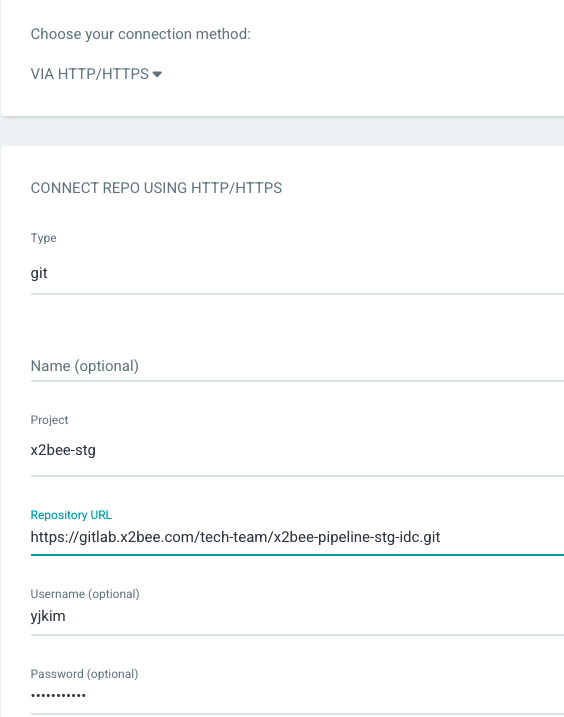 Choose your connection method:
VIA HTTP/HTTPS
CONNECT REPO USING HTTP/HTTPS
Type
git
Name (optional)
Project
x2bee-stg
Repository URL
https://gitlab.x2bee.com/tech-team/x2bee-pipeline-stg-idc.git
Username (optional)
yjkim
Password (optional)
•••••••••••